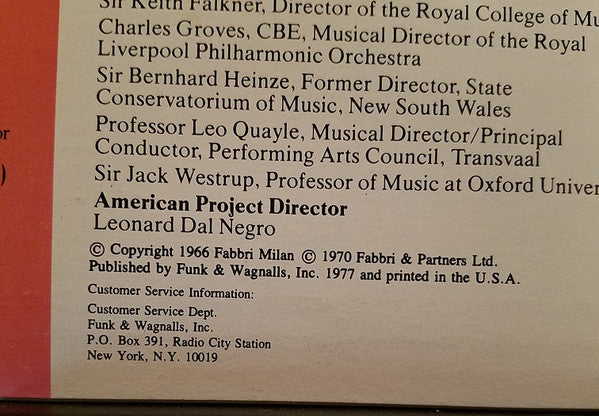 Sir Keith Falkner, Director of the Royal College of Mu
Charles Groves, CBE, Musical Director of the Royal
Liverpool Philharmonic Orchestra
Sir Bernhard Heinze, Former Director, State
Conservatorium of Music, New South Wales
Professor Leo Quayle, Musical Director/Principal
Conductor, Performing Arts Council, Transvaal
Sir Jack Westrup, Professor of Music at Oxford Univer
American Project Director
Leonard Dal Negro
© Copyright 1966 Fabbri Milan © 1970 Fabbri & Partners Ltd.
Published by Funk & Wagnalls, Inc. 1977 and printed in the U.S.A.
Customer Service Information:
Customer Service Dept.
Funk & Wagnalls, Inc.
P.O. Box 391, Radio City Station
New York, N.Y. 10019
or
)